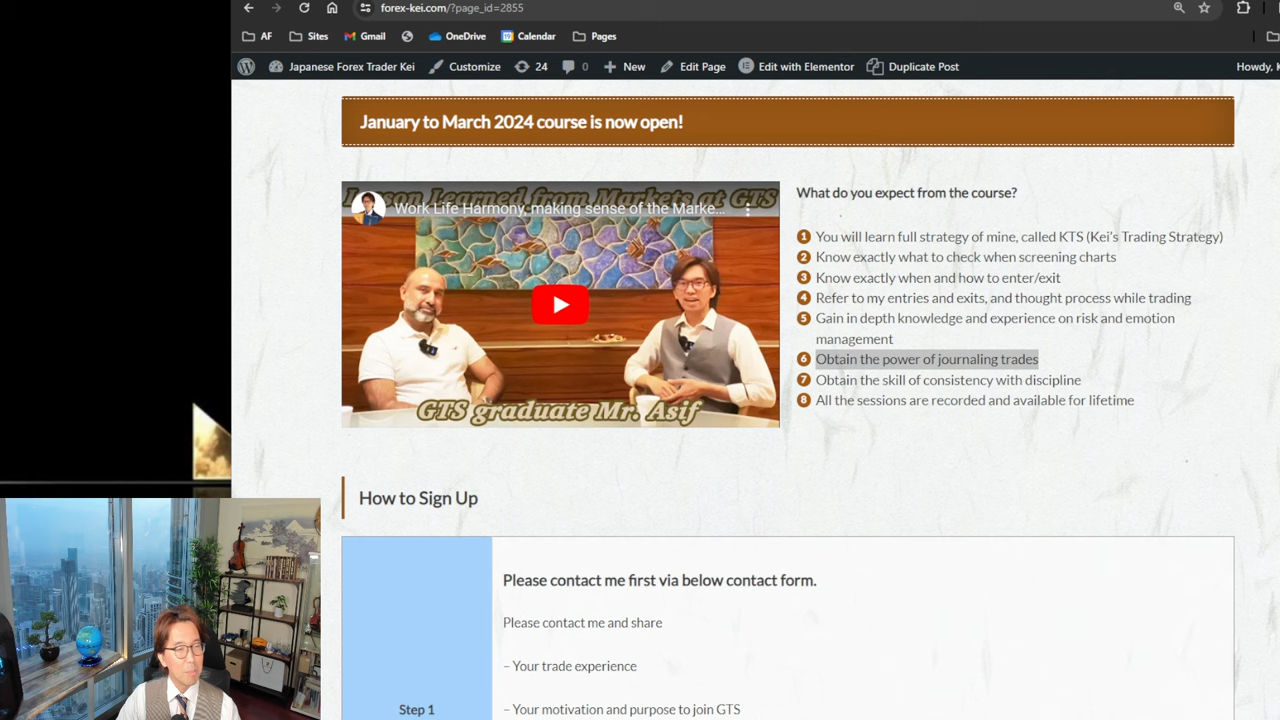 forex-kei.com/?page_id=2855
AF
Sites
Gmail
OneDrive
Calendar
Pages
Japanese Forex Trader Kei
Customize
24
0
New
Edit Page
Edit with Elementor
Duplicate Post
Howdy, K
January to March 2024 course is now open!
Lesson Learned from Markets at GTS
Work Life Harmony, making sense of the Marke...
GTS graduate Mr. Asif
What do you expect from the course?
1 You will learn full strategy of mine, called KTS (Kei's Trading Strategy)
2 Know exactly what to check when screening charts
3 Know exactly when and how to enter/exit
4 Refer to my entries and exits, and thought process while trading
5 Gain in depth knowledge and experience on risk and emotion
management
6 Obtain the power of journaling trades
7 Obtain the skill of consistency with discipline
8 All the sessions are recorded and available for lifetime
How to Sign Up
Step 1
Please contact me first via below contact form.
Please contact me and share
– Your trade experience
– Your motivation and purpose to join GTS